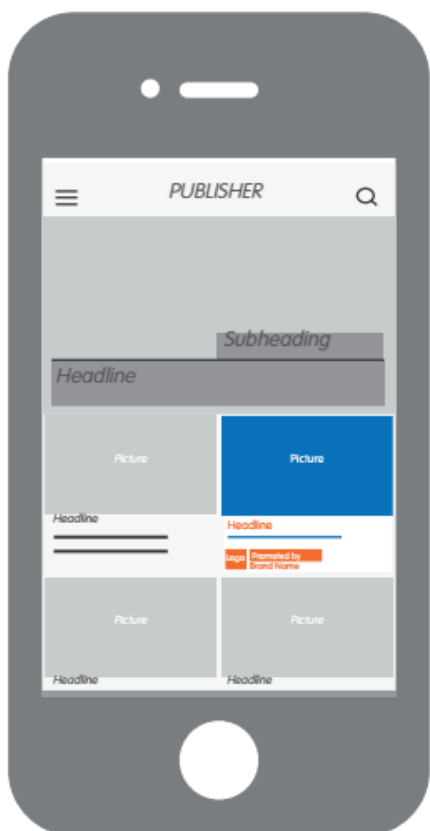 PUBLISHER
Subheading
Headline
Picture
Picture
Headline
Headline
Logo
Promoted by
Brand Name
Picture
Picture
Headline
Headline